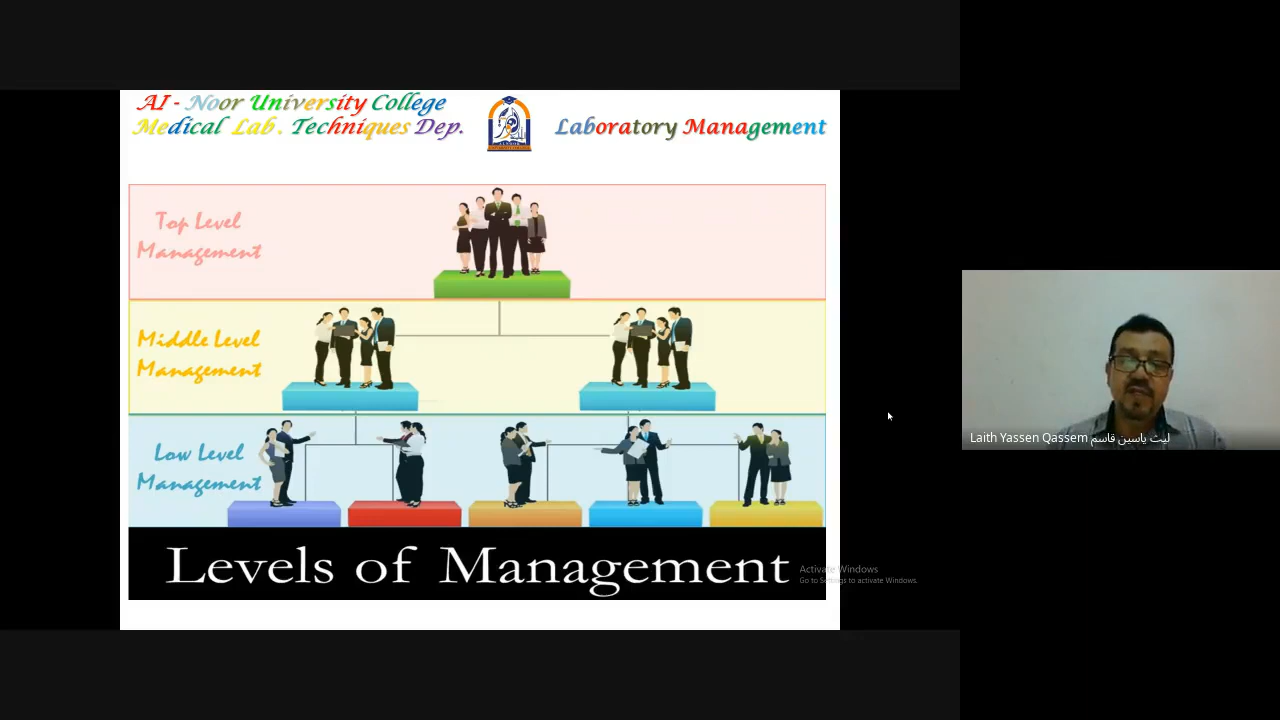 Al - Noor University College
Medical Lab . Techniques Dep.
Laboratory Management
Top Level
Management
Middle Level
Management
Low Level
Management
Levels of Management
Activate Windows
Go to Settings to activate Windows.
Laith Yassen Qassem ليث ياسين قاسم